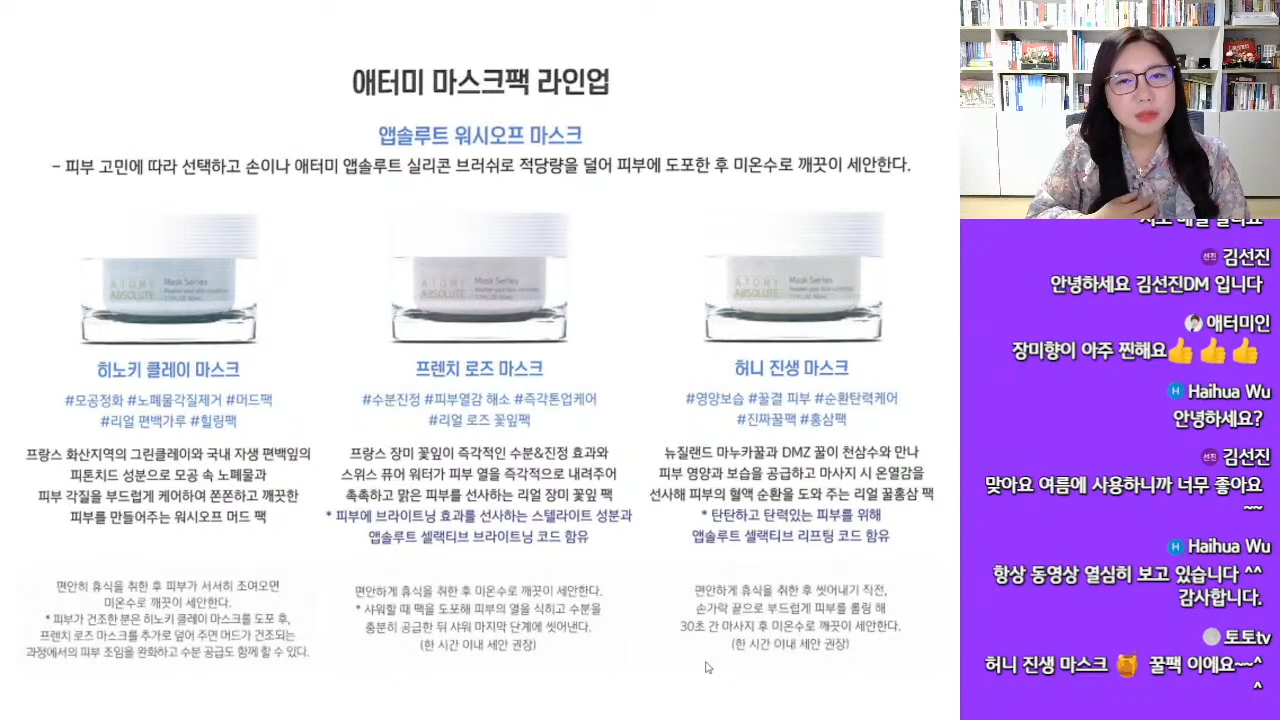 애터미 마스크팩 라인업
앱솔루트 워시오프 마스크
- 피부 고민에 따라 선택하고 손이나 애터미 앱솔루트 실리콘 브러쉬로 적당량을 덜어 피부에 도포한 후 미온수로 깨끗이 세안한다.
ATOMY
ABSOLUTE
Mask Series
ATOMY
ABSOLUTE
Mask Series
ATOMY
ABSOLUTE
Mask Series
히노키 클레이 마스크
#모공정화 #노폐물각질제거 #머드팩
#리얼 편백가루 #힐링팩
프랑스 화산지역의 그린클레이와 국내 자생 편백잎의
피톤치드 성분으로 모공 속 노폐물과
피부 각질을 부드럽게 케어하여 쫀쫀하고 깨끗한
피부를 만들어주는 워시오프 머드 팩
편안히 휴식을 취한 후 피부가 서서히 조여오면
미온수로 깨끗이 세안한다.
* 피부가 건조한 분은 히노키 클레이 마스크를 도포 후,
프렌치 로즈 마스크를 추가로 덜어 주면 머드가 건조되는
과정에서의 피부 조임을 완화하고 수분 공급도 함께 할 수 있다.
프렌치 로즈 마스크
#수분진정 #피부열감 해소 #즉각톤업케어
#리얼 로즈 꽃잎팩
프랑스 장미 꽃잎이 즉각적인 수분&진정 효과와
스위스 퓨어 워터가 피부 열을 즉각적으로 내려주어
촉촉하고 맑은 피부를 선사하는 리얼 장미 꽃잎 팩
* 피부에 브라이트닝 효과를 선사하는 스텔라이트 성분과
앱솔루트 셀랙티브 브라이트닝 코드 함유
편안하게 휴식을 취한 후 미온수로 깨끗이 세안한다.
* 샤워할 때 팩을 도포해 피부의 열을 식히고 수분을
충분히 공급한 뒤 샤워 마지막 단계에 씻어낸다.
(한 시간 이내 세안 권장)
허니 진생 마스크
#영양보습 #꿀결 피부 #순환탄력케어
#진짜꿀팩 #홍삼팩
뉴질랜드 마누카꿀과 DMZ 꿀이 천삼수와 만나
피부 영양과 보습을 공급하고 마사지 시 온열감을
선사해 피부의 혈액 순환을 도와 주는 리얼 꿀홍삼 팩
* 탄탄하고 탄력있는 피부를 위해
앱솔루트 셀랙티브 리프팅 코드 함유
편안하게 휴식을 취한 후 씻어내기 직전,
손가락 끝으로 부드럽게 피부를 롤링 해
30초 간 마사지 후 미온수로 깨끗이 세안한다.
(한 시간 이내 세안 권장)
선진 김선진
안녕하세요 김선진DM 입니다
애터미인
장미향이 아주 찐해요👍👍👍
H Haihua Wu
안녕하세요?
선진 김선진
맞아요 여름에 사용하니까 너무 좋아요
~~
H Haihua Wu
항상 동영상 열심히 보고 있습니다 ^^
감사합니다.
토토tv
허니 진생 마스크 🍯 꿀팩 이에요~~^
^